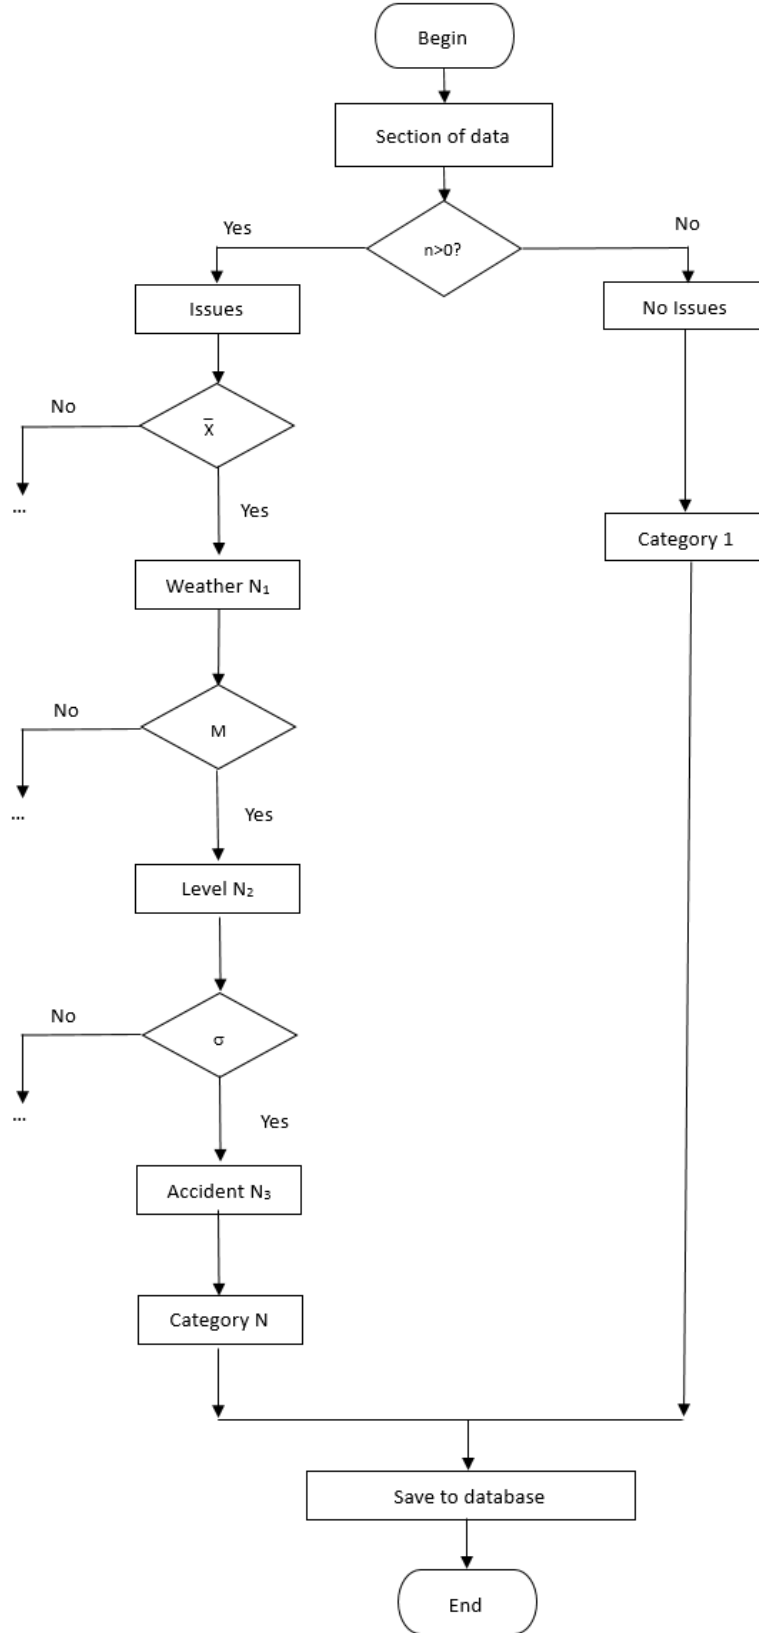 Begin
Section of data
Yes
n>0?
No
Issues
No Issues
No
x̄
...
Yes
Category 1
Weather N₁
No
M
...
Yes
Level N₂
No
σ
...
Yes
Accident N₃
Category N
Save to database
End